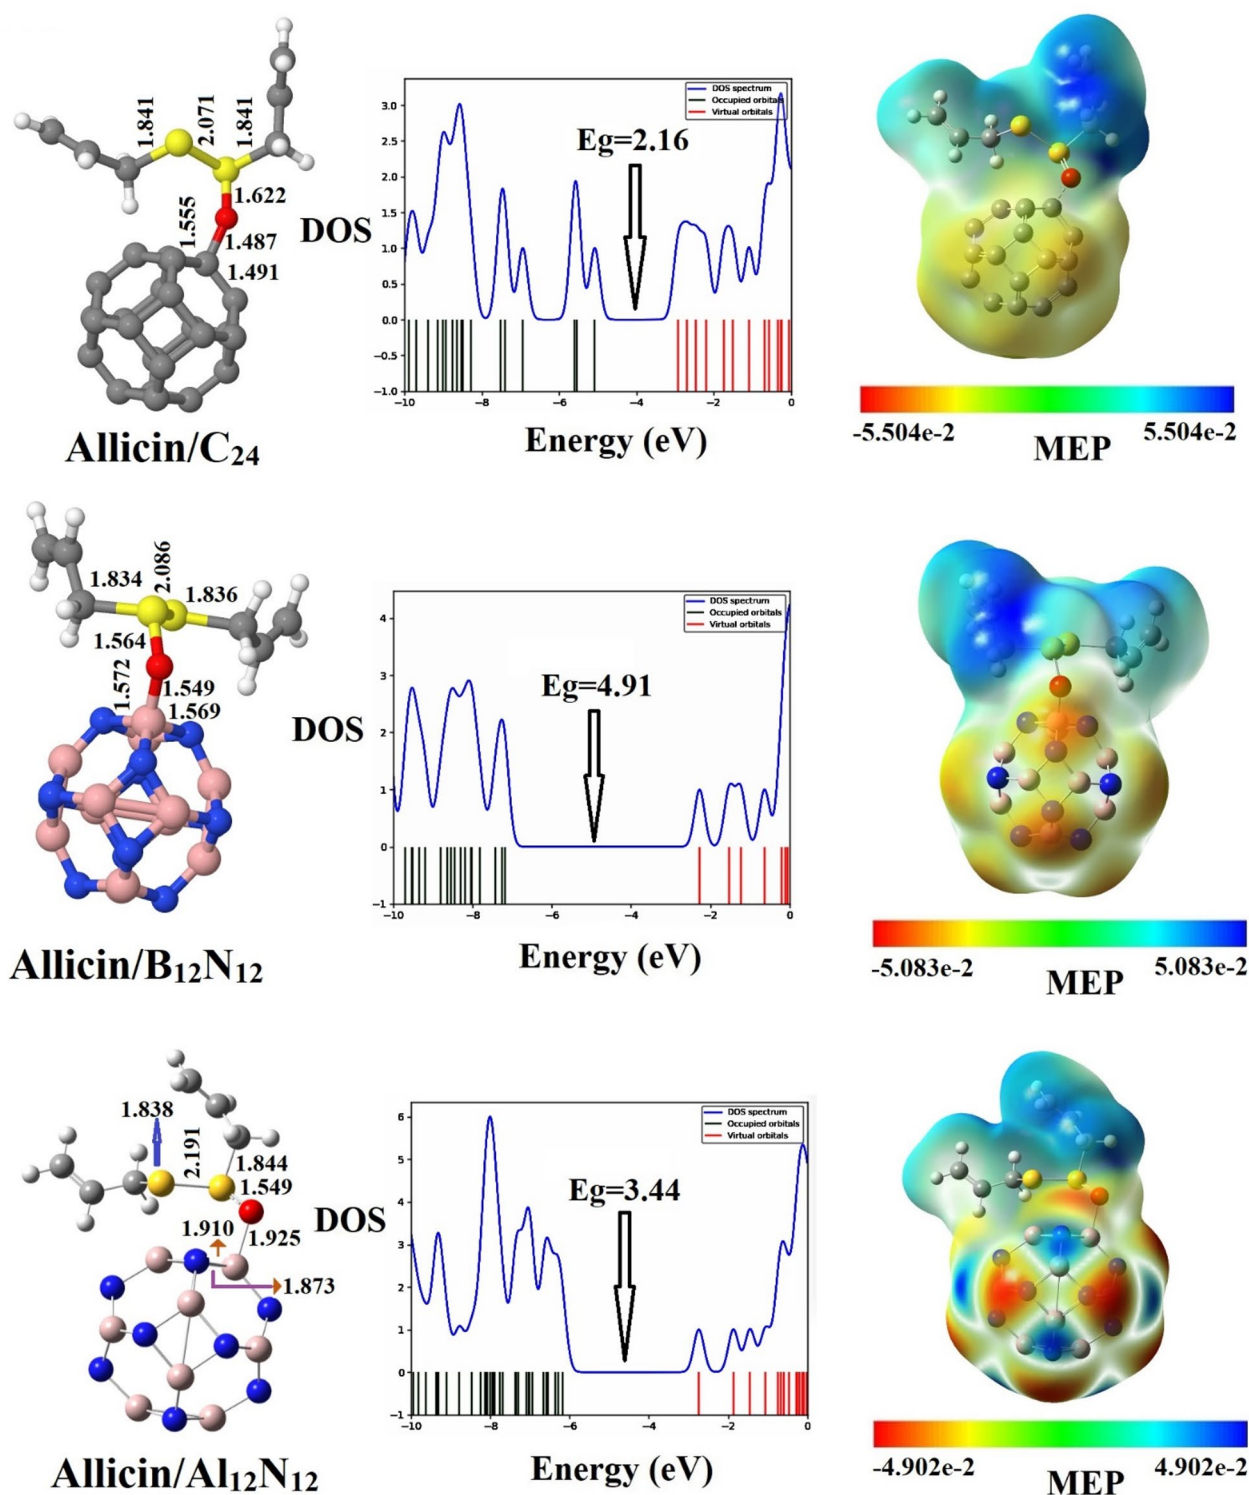 1.841
2.071
1.841
1.622
1.555
1.487
1.491
Allicin/C24
DOS spectrum
Occupied orbitals
Virtual orbitals
Eg=2.16
DOS
3.0
2.5
2.0
1.5
1.0
0.5
0.0
−0.5
−1.0
−10 −8 −6 −4 −2 0
Energy (eV)
-5.504e-2 5.504e-2
MEP
2.086
1.834
1.836
1.564
1.572
1.549
1.569
Allicin/B12N12
DOS spectrum
Occupied orbitals
Virtual orbitals
Eg=4.91
DOS
4
3
2
1
0
−1
−10 −8 −6 −4 −2 0
Energy (eV)
-5.083e-2 5.083e-2
MEP
1.838
2.191
1.844
1.549
1.910
1.925
1.873
Allicin/Al12N12
DOS spectrum
Occupied orbitals
Virtual orbitals
Eg=3.44
DOS
6
5
4
3
2
1
0
−1
−10 −8 −6 −4 −2 0
Energy (eV)
-4.902e-2 4.902e-2
MEP